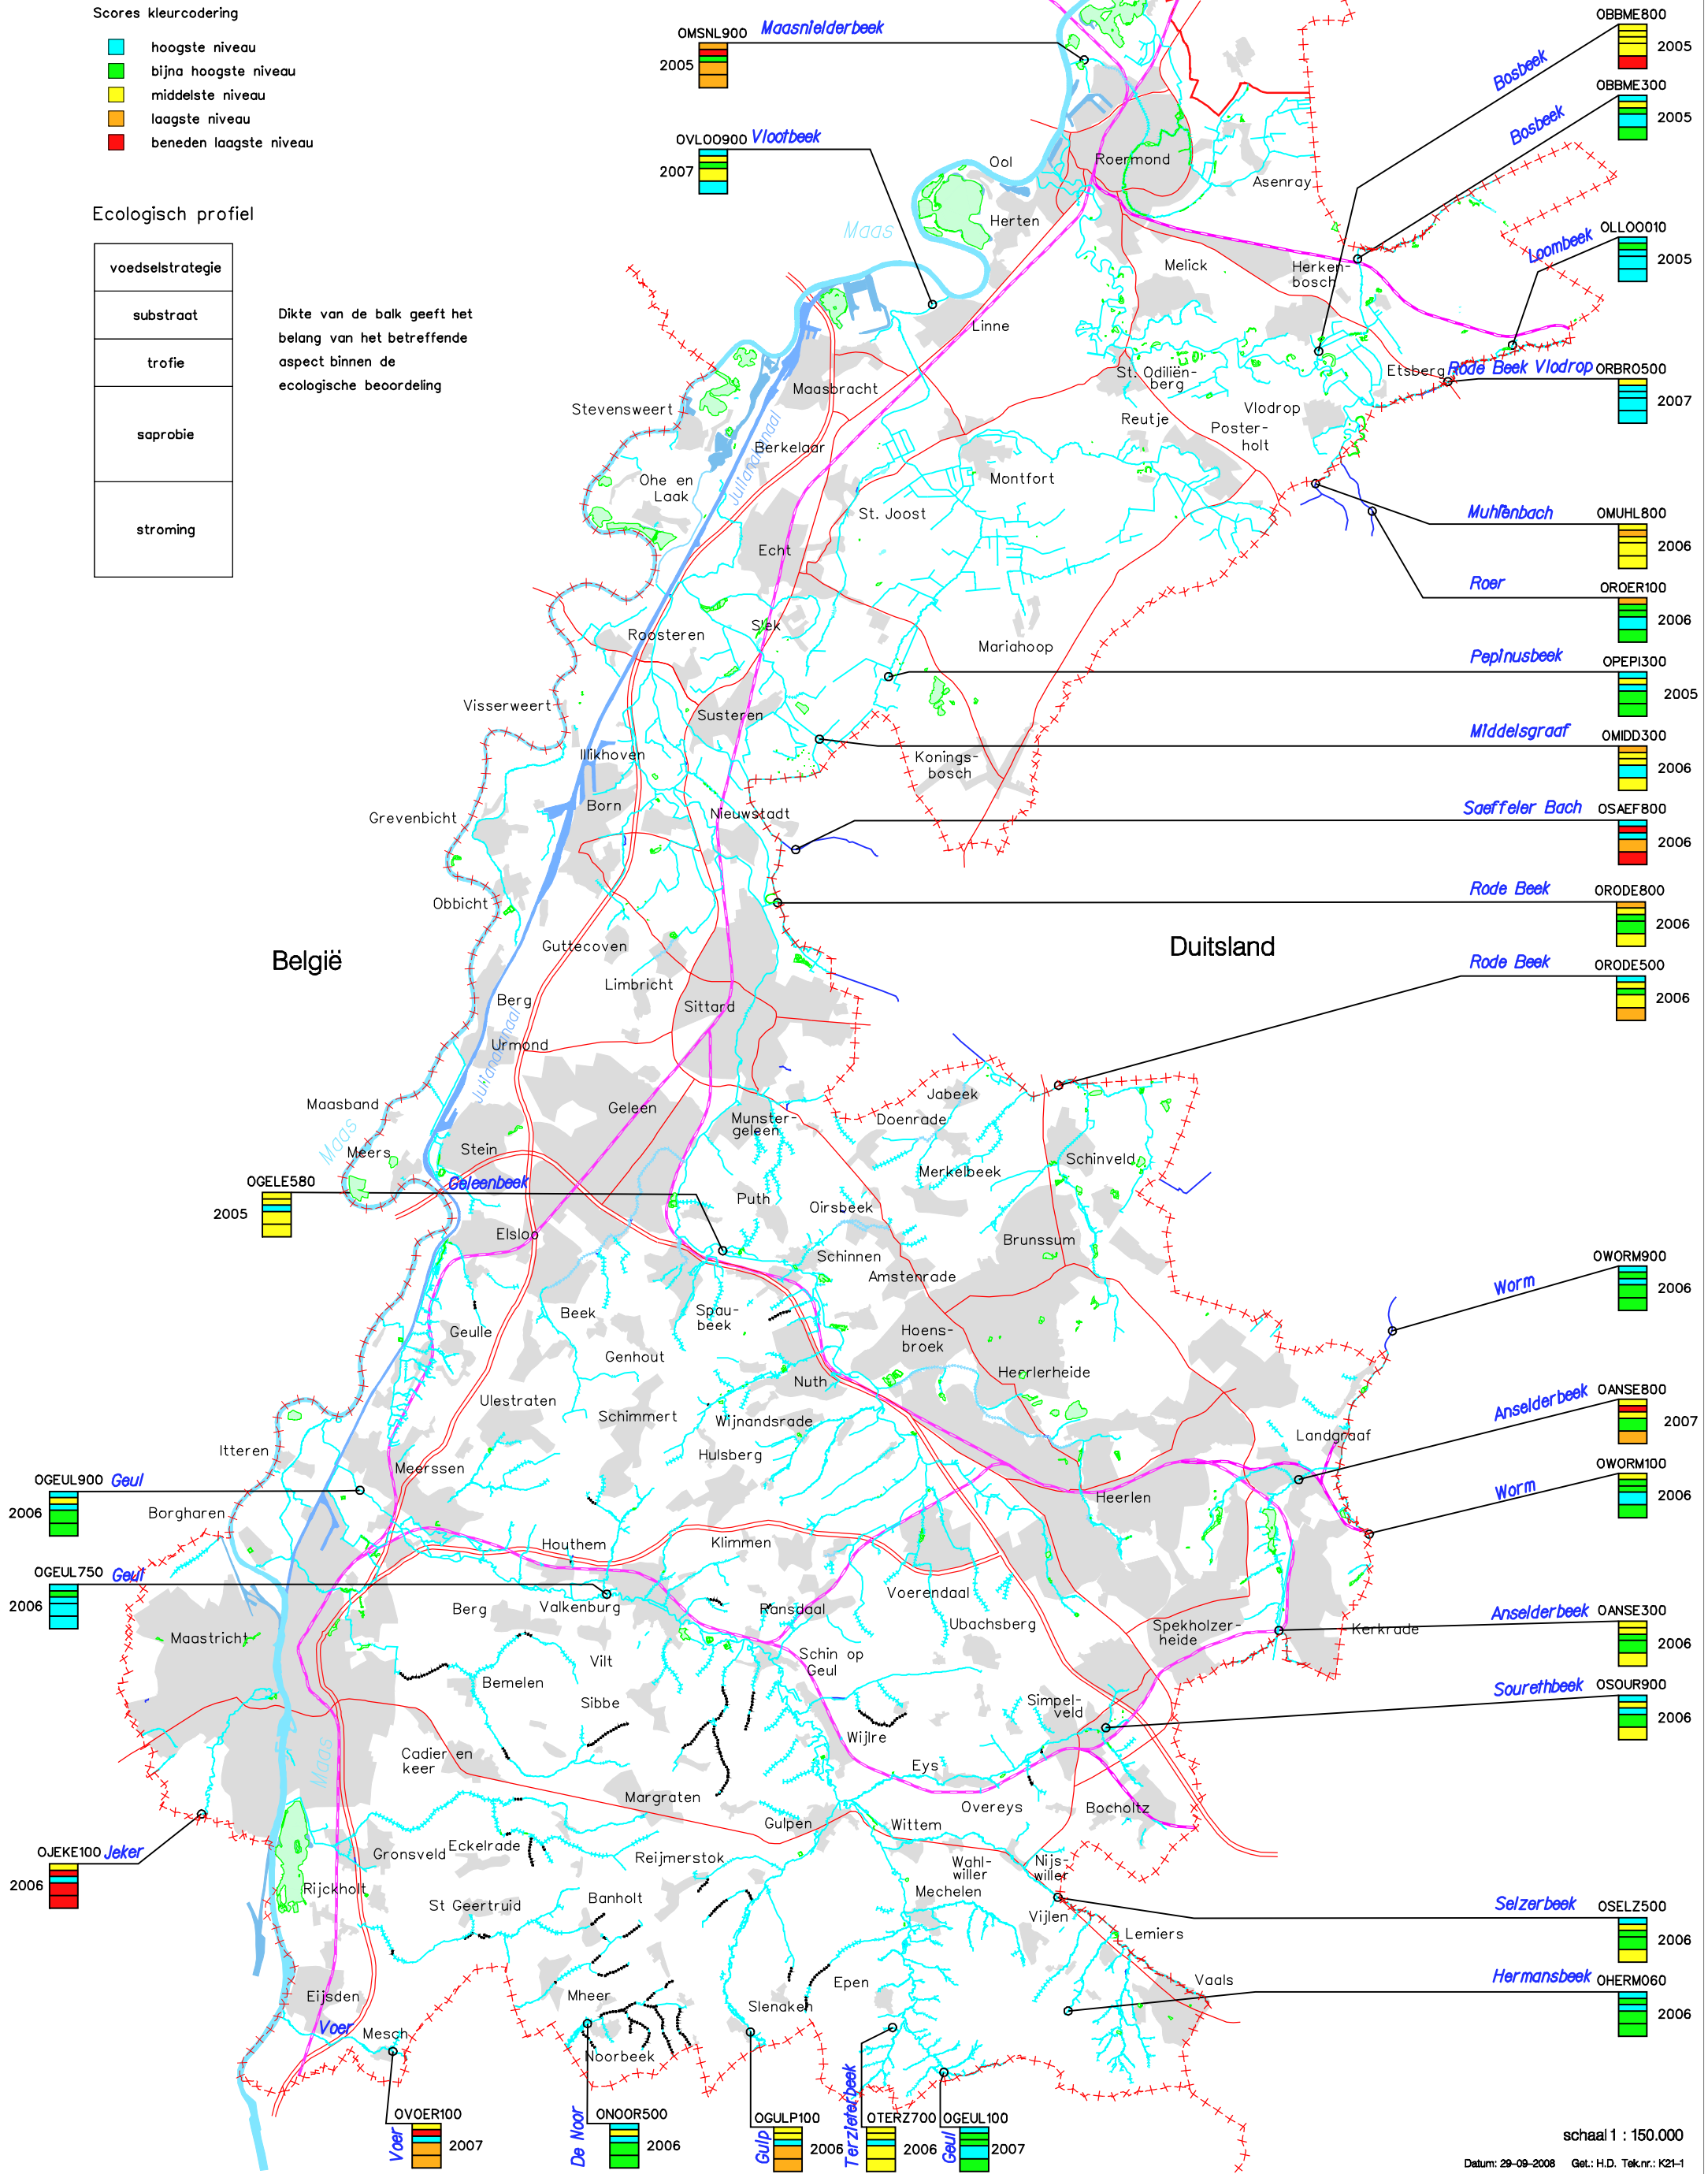 Scores kleurcodering
hoogste niveau
bijna hoogste niveau
middelste niveau
laagste niveau
beneden laagste niveau
Ecologisch profiel
voedselstrategie
substraat
trofie
saprobie
stroming
Dikte van de balk geeft het
belang van het betreffende
aspect binnen de
ecologische beoordeling
OMSNL900 Maasnielderbeek
2005
OVLOO900 Vlootbeek
2007
OBBME800
2005
Bosbeek
OBBME300
2005
Bosbeek
OLLOO010
2005
Loombeek
Rode Beek Vlodrop ORBRO500
2007
Muhlenbach
OMUHL800
2006
Roer
OROER100
2006
Pepinusbeek
OPEPI300
2005
Middelsgraaf
OMIDD300
2006
Saeffeler Bach
OSAEF800
2006
Rode Beek
ORODE800
2006
Rode Beek
ORODE500
2006
OWORM900
Worm
2006
Anselderbeek
OANSE800
2007
OWORM100
Worm
2006
Anselderbeek
OANSE300
2006
Sourethbeek
OSOUR900
2006
Selzerbeek
OSELZ500
2006
Hermansbeek
OHERM060
2006
OGELE580
2005
Geleenbeek
OGEUL900 Geul
2006
OGEUL750 Geul
2006
OJEKE100 Jeker
2006
Voer
OVOER100
Voer
2007
ONOOR500
De Noor
2006
OGULP100
Gulp
2006
OTERZ700
Terzieterbeek
2006
OGEUL100
Geul
2007
Roermond
Ool
Asenray
Herten
Maas
Melick
Herken-
bosch
Linne
Maasbracht
St. Odiliën-
berg
Etsberg
Stevensweert
Reutje
Vlodrop
Poster-
holt
Berkelaar
Julianakanaal
Ohe en
Laak
Montfort
St. Joost
Echt
Roosteren
Slek
Mariahoop
Visserweert
Susteren
Illikhoven
Konings-
bosch
Born
Nieuwstadt
Grevenbicht
Obbicht
Guttecoven
België
Duitsland
Limbricht
Berg
Sittard
Urmond
Julianakanaal
Maasband
Geleen
Munster-
geleen
Jabeek
Doenrade
Maas
Meers
Stein
Merkelbeek
Schinveld
Puth
Oirsbeek
Elsloo
Schinnen
Brunssum
Amstenrade
Beek
Spau-
beek
Geulle
Hoens-
broek
Genhout
Heerlerheide
Nuth
Ulestraten
Schimmert
Wijnandsrade
Hulsberg
Landgraaf
Itteren
Meerssen
Heerlen
Borgharen
Houthem
Klimmen
Voerendaal
Berg
Valkenburg
Ransdaal
Ubachsberg
Spekholzer-
heide
Kerkrade
Maastricht
Vilt
Schin op
Geul
Bemelen
Sibbe
Simpel-
veld
Wijlre
Maas
Cadier en
keer
Eys
Margraten
Overeys
Bocholtz
Gulpen
Wittem
Gronsveld
Eckelrade
Reijmerstok
Wahl-
willer
Nijs-
willer
Rijckholt
Banholt
Mechelen
St Geertruid
Vijlen
Lemiers
Epen
Vaals
Eijsden
Mheer
Slenaken
Mesch
Noorbeek
schaal 1 : 150.000
Datum: 29-09-2008 Get.: H.D. Tek.nr.: K21-1